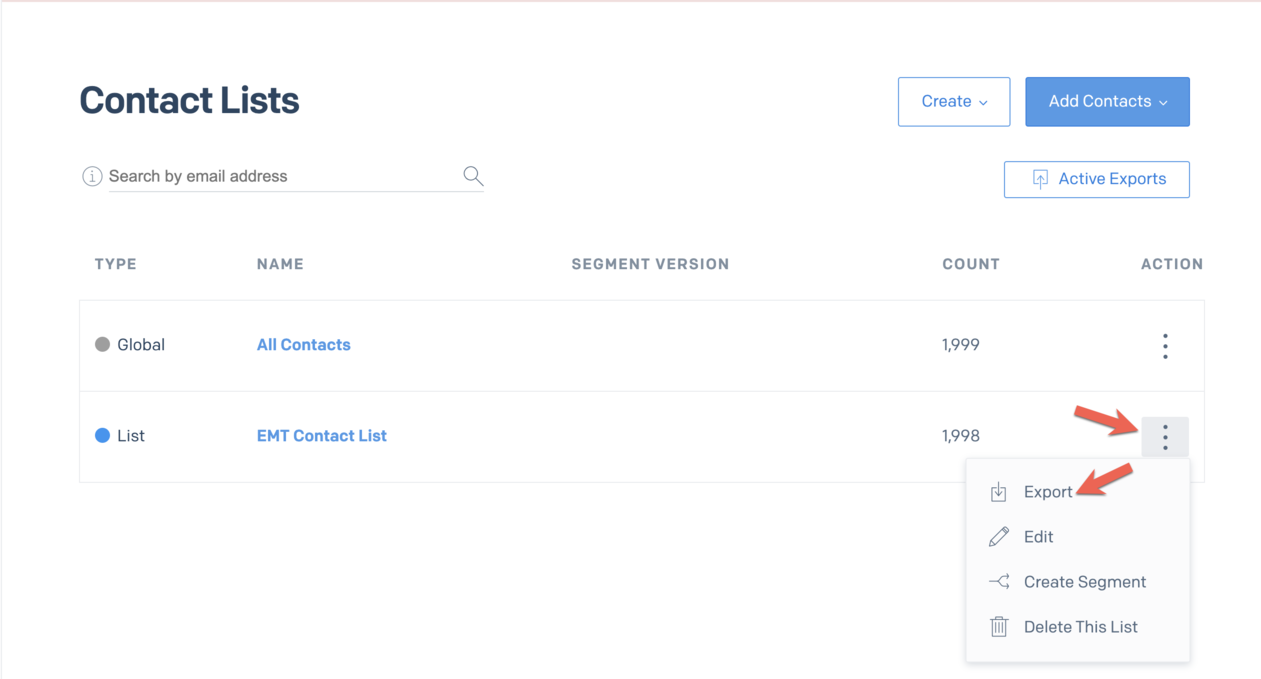 Contact Lists
Create
Add Contacts
Search by email address
Active Exports
TYPE NAME SEGMENT VERSION COUNT ACTION
Global All Contacts 1,999
List EMT Contact List 1,998
Export
Edit
Create Segment
Delete This List